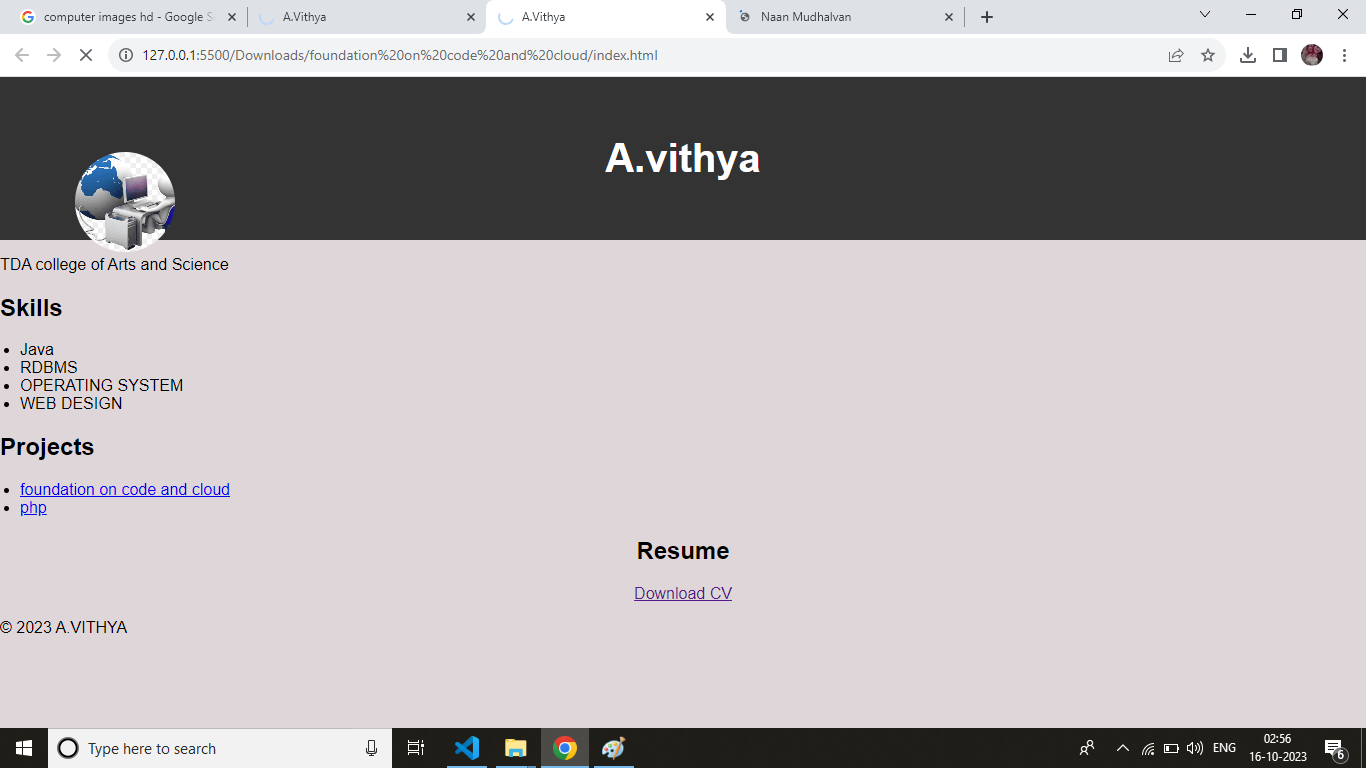 computer images hd - Google S
A.Vithya
A.Vithya
Naan Mudhalvan
127.0.0.1:5500/Downloads/foundation%20on%20code%20and%20cloud/index.html
A.vithya
TDA college of Arts and Science
Skills
Java
RDBMS
OPERATING SYSTEM
WEB DESIGN
Projects
foundation on code and cloud
php
Resume
Download CV
© 2023 A.VITHYA
Type here to search
ENG
02:56
16-10-2023
6